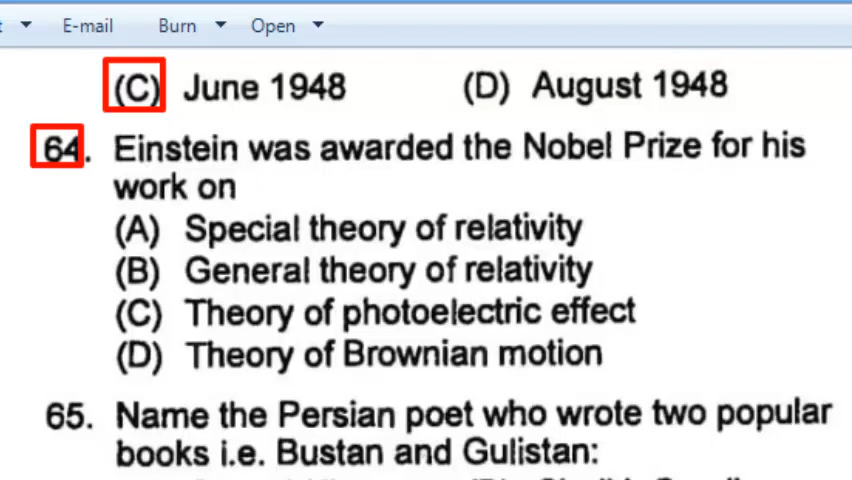 E-mail Burn Open
(C) June 1948 (D) August 1948
64. Einstein was awarded the Nobel Prize for his
work on
(A) Special theory of relativity
(B) General theory of relativity
(C) Theory of photoelectric effect
(D) Theory of Brownian motion
65. Name the Persian poet who wrote two popular
books i.e. Bustan and Gulistan: